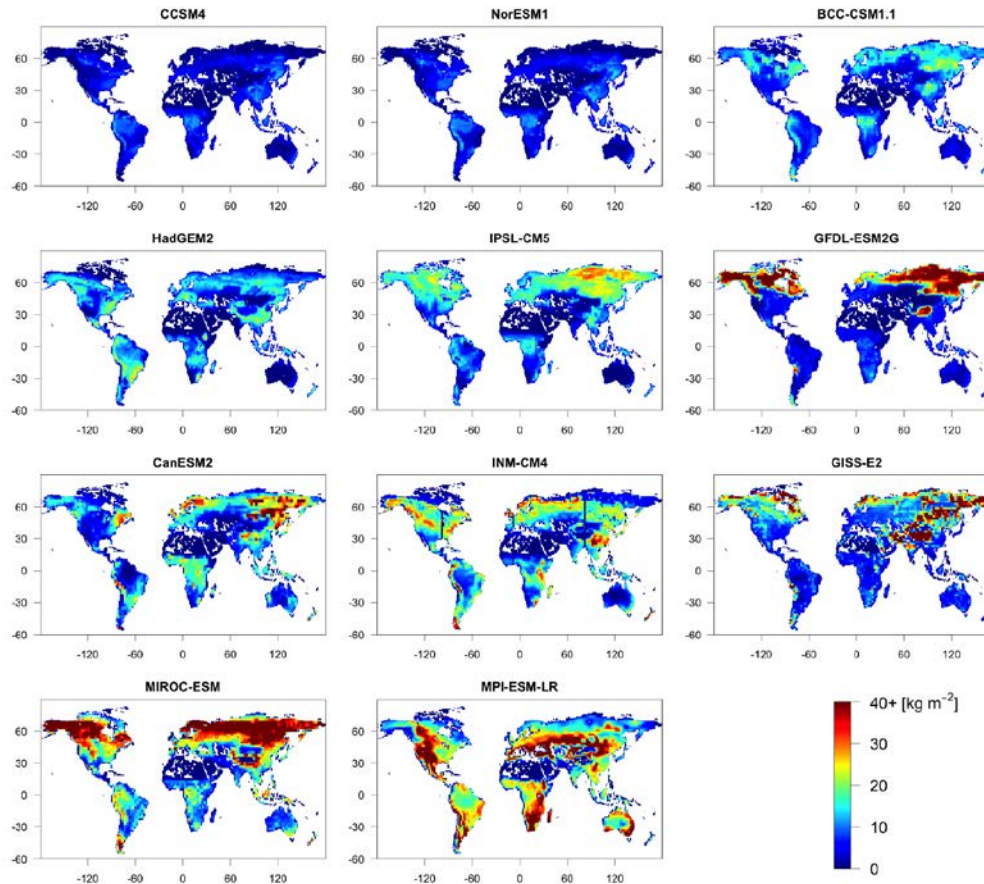 CCSM4 NorESM1 BCC-CSM1.1
60 60 60
30 30 30
0 0 0
-30 -30 -30
-60 -60 -60
-120 -60 0 60 120 -120 -60 0 60 120 -120 -60 0 60 120
HadGEM2 IPSL-CM5 GFDL-ESM2G
60 60 60
30 30 30
0 0 0
-30 -30 -30
-60 -60 -60
-120 -60 0 60 120 -120 -60 0 60 120 -120 -60 0 60 120
CanESM2 INM-CM4 GISS-E2
60 60 60
30 30 30
0 0 0
-30 -30 -30
-60 -60 -60
-120 -60 0 60 120 -120 -60 0 60 120 -120 -60 0 60 120
MIROC-ESM MPI-ESM-LR
40+ [kg m⁻²]
60 60
30
30 30
0 0
20
-30 -30
10
-60 -60
0
-120 -60 0 60 120 -120 -60 0 60 120